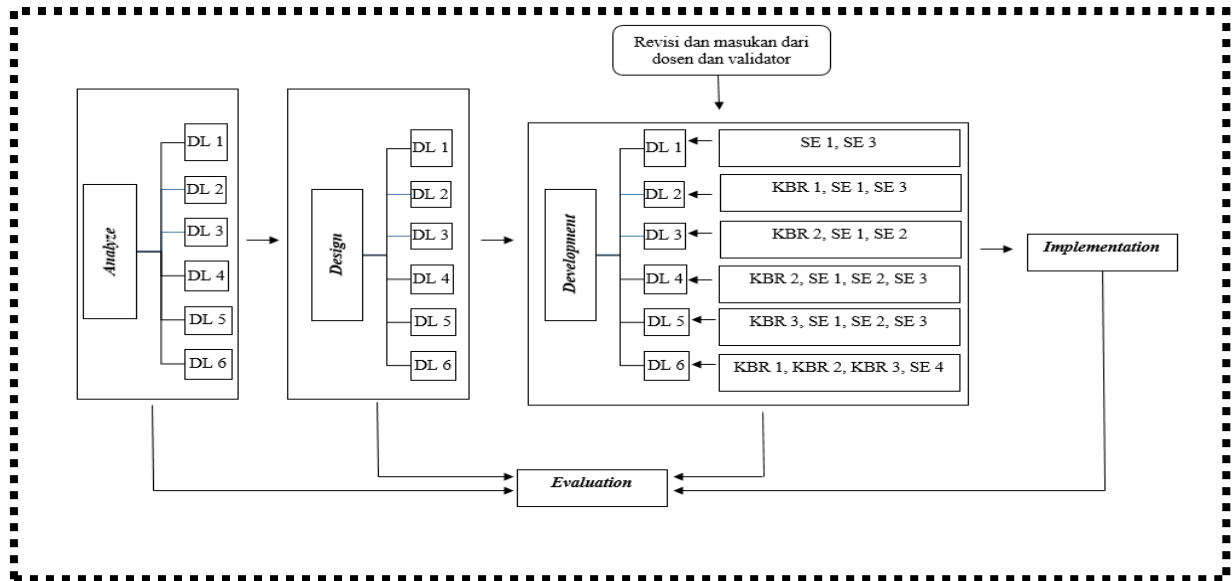 Revisi dan masukan dari
dosen dan validator
Analyze
DL 1
DL 2
DL 3
DL 4
DL 5
DL 6
Design
DL 1
DL 2
DL 3
DL 4
DL 5
DL 6
Development
DL 1
SE 1, SE 3
DL 2
KBR 1, SE 1, SE 3
DL 3
KBR 2, SE 1, SE 2
DL 4
KBR 2, SE 1, SE 2, SE 3
DL 5
KBR 3, SE 1, SE 2, SE 3
DL 6
KBR 1, KBR 2, KBR 3, SE 4
Implementation
Evaluation